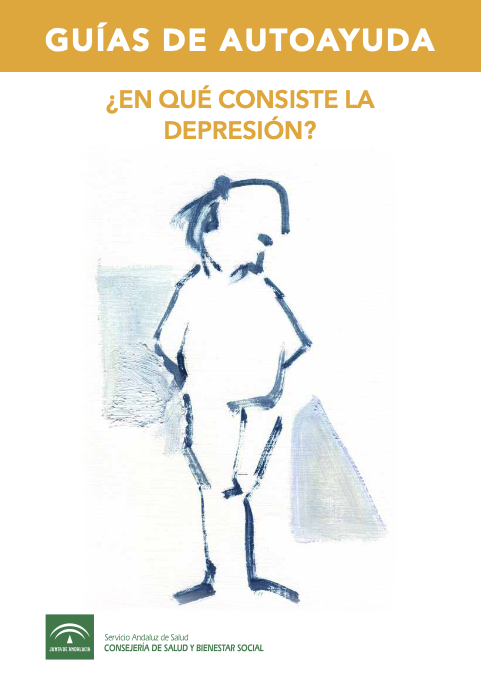 GUÍAS DE AUTOAYUDA
¿EN QUÉ CONSISTE LA
DEPRESIÓN?
JUNTA DE ANDALUCIA
Servicio Andaluz de Salud
CONSEJERÍA DE SALUD Y BIENESTAR SOCIAL